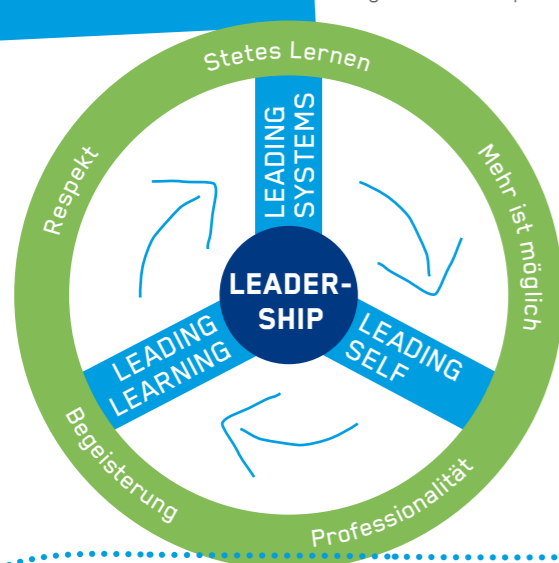 Stetes Lernen
Respekt
Mehr ist möglich
LEADING
SYSTEMS
LEADER-
SHIP
LEADING
LEARNING
LEADING
SELF
Begeisterung
Professionalität